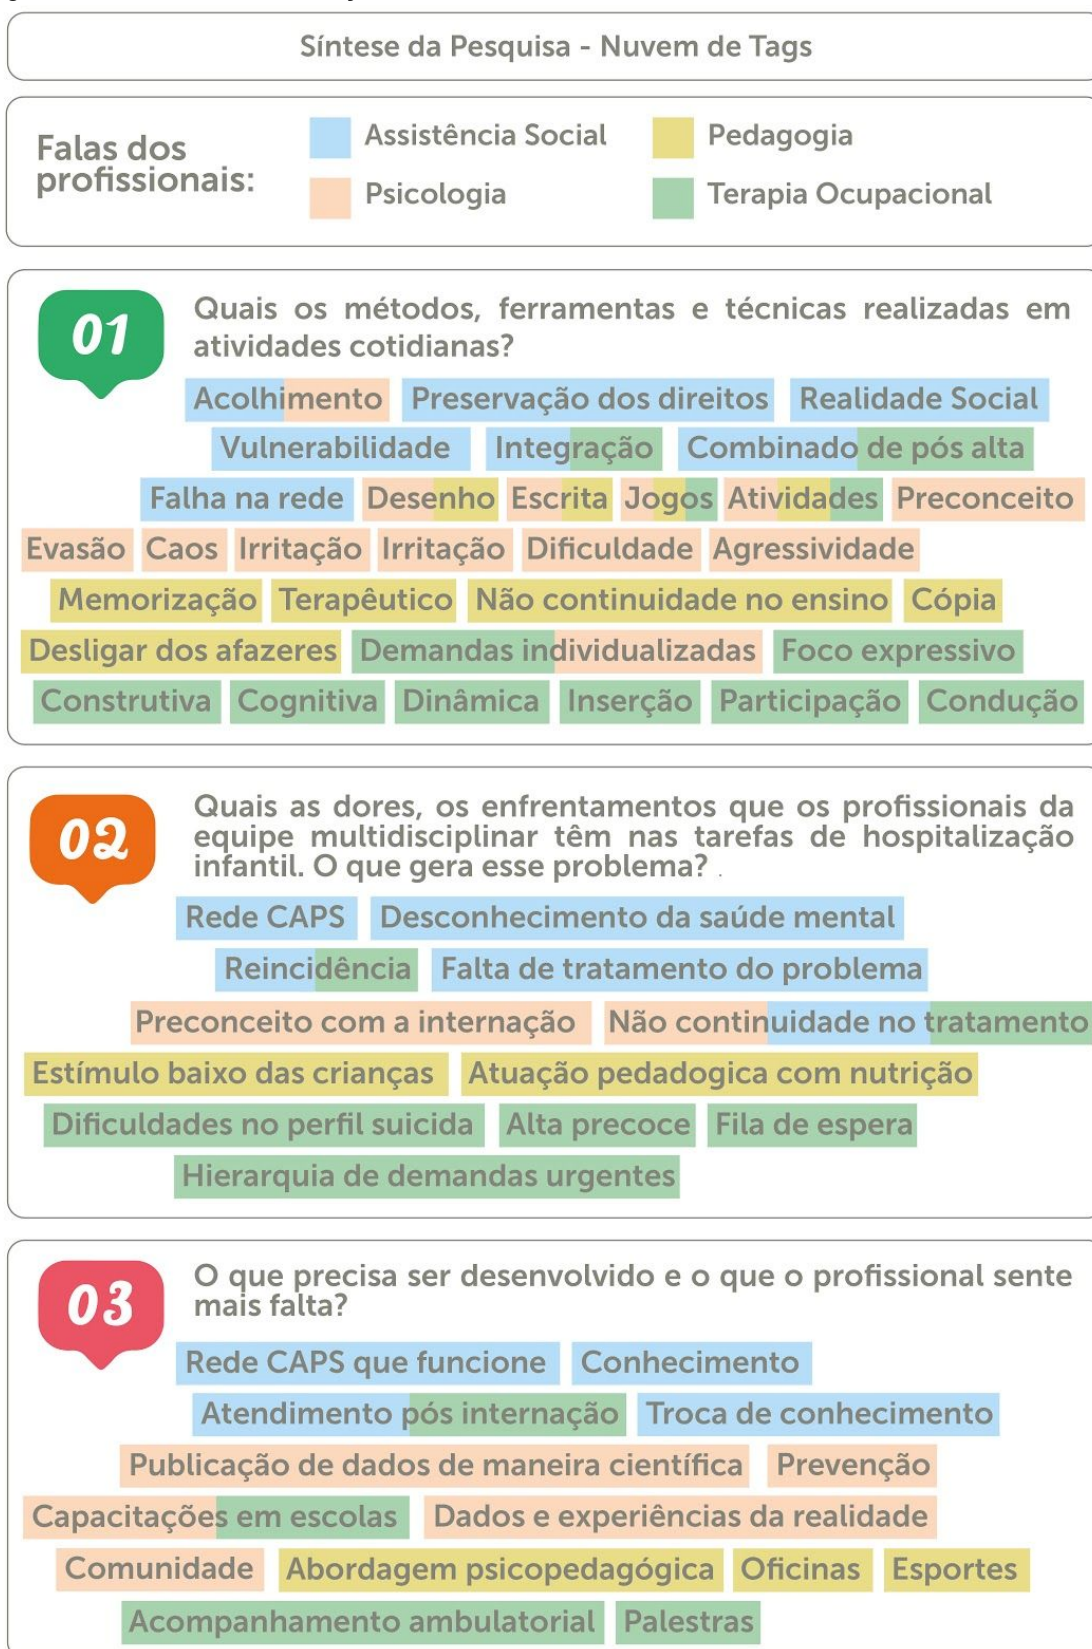 Síntese da Pesquisa - Nuvem de Tags
Falas dos
profissionais:
Assistência Social
Pedagogia
Psicologia
Terapia Ocupacional
01
Quais os métodos, ferramentas e técnicas realizadas em
atividades cotidianas?
Acolhimento Preservação dos direitos Realidade Social
Vulnerabilidade Integração Combinado de pós alta
Falha na rede Desenho Escrita Jogos Atividades Preconceito
Evasão Caos Irritação Irritação Dificuldade Agressividade
Memorização Terapêutico Não continuidade no ensino Cópia
Desligar dos afazeres Demandas individualizadas Foco expressivo
Construtiva Cognitiva Dinâmica Inserção Participação Condução
02
Quais as dores, os enfrentamentos que os profissionais da
equipe multidisciplinar têm nas tarefas de hospitalização
infantil. O que gera esse problema? .
Rede CAPS Desconhecimento da saúde mental
Reincidência Falta de tratamento do problema
Preconceito com a internação Não continuidade no tratamento
Estímulo baixo das crianças Atuação pedadogica com nutrição
Dificuldades no perfil suicida Alta precoce Fila de espera
Hierarquia de demandas urgentes
03
O que precisa ser desenvolvido e o que o profissional sente
mais falta?
Rede CAPS que funcione Conhecimento
Atendimento pós internação Troca de conhecimento
Publicação de dados de maneira científica Prevenção
Capacitações em escolas Dados e experiências da realidade
Comunidade Abordagem psicopedagógica Oficinas Esportes
Acompanhamento ambulatorial Palestras